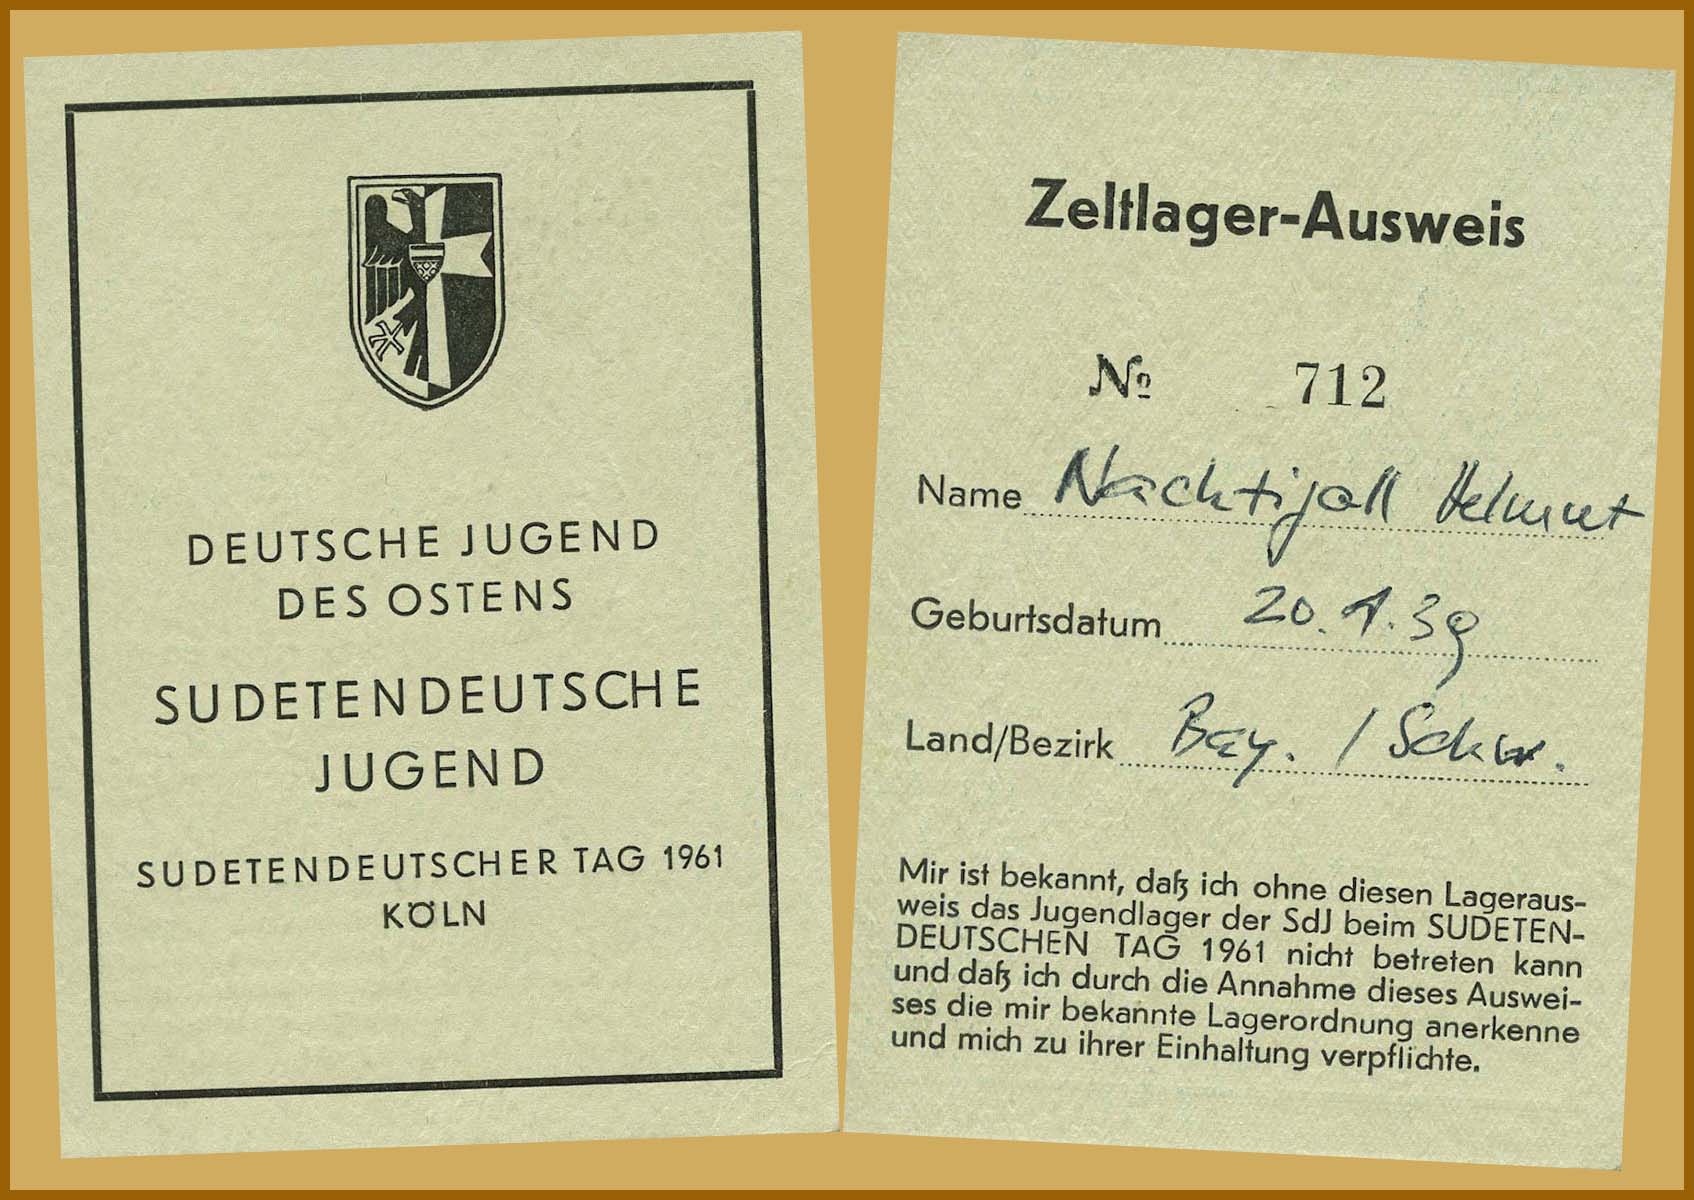 DEUTSCHE JUGEND
DES OSTENS
SUDETENDEUTSCHE
JUGEND
SUDETENDEUTSCHER TAG 1961
KÖLN
Zeltlager-Ausweis
№ 712
Name Nachtigall Helmut
Geburtsdatum 20.1.39
Land/Bezirk Bay. / Schw.
Mir ist bekannt, daß ich ohne diesen Lageraus-
weis das Jugendlager der SdJ beim SUDETEN-
DEUTSCHEN TAG 1961 nicht betreten kann
und daß ich durch die Annahme dieses Auswei-
ses die mir bekannte Lagerordnung anerkenne
und mich zu ihrer Einhaltung verpflichte.